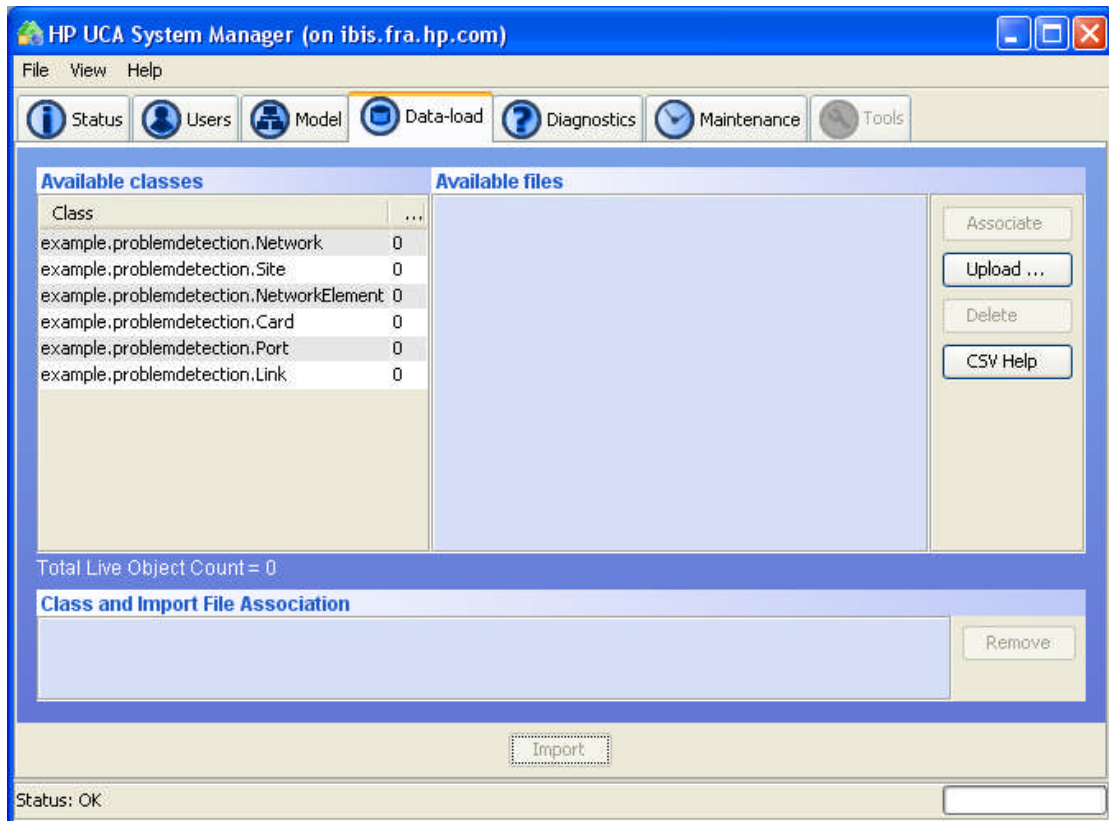 HP UCA System Manager (on ibis.fra.hp.com)
File View Help
Status Users Model Data-load Diagnostics Maintenance Tools
Available classes Available files
Class ...
example.problemdetection.Network 0
example.problemdetection.Site 0
example.problemdetection.NetworkElement 0
example.problemdetection.Card 0
example.problemdetection.Port 0
example.problemdetection.Link 0
Associate
Upload ...
Delete
CSV Help
Total Live Object Count = 0
Class and Import File Association
Remove
Import
Status: OK